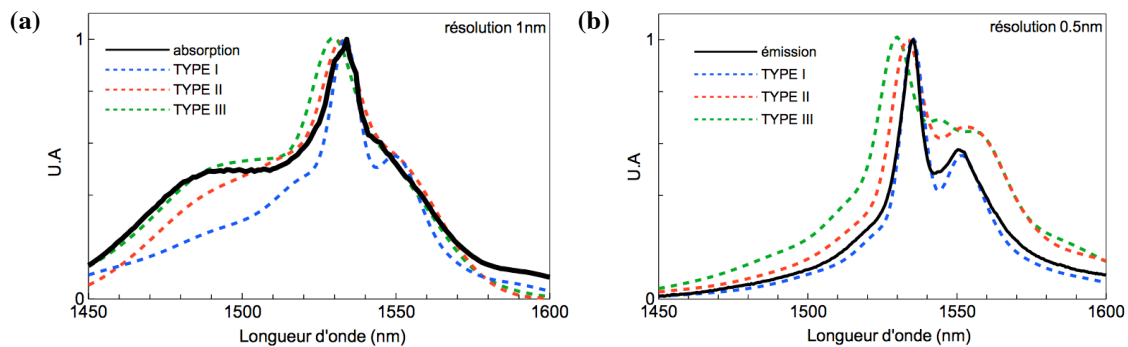 (a)
résolution 1nm
1
absorption
TYPE I
TYPE II
TYPE III
U.A
0
1450
1500
1550
1600
Longueur d'onde (nm)
(b)
résolution 0.5nm
1
émission
TYPE I
TYPE II
TYPE III
U.A
0
1450
1500
1550
1600
Longueur d'onde (nm)